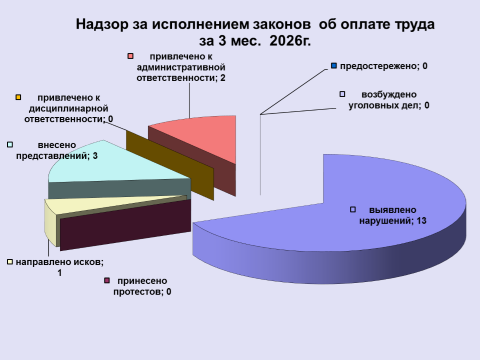 Надзор за исполнением законов об оплате труда
за 3 мес. 2026г.
привлечено к
административной
ответственности; 2
предостережено; 0
привлечено к
дисциплинарной
ответственности; 0
возбуждено
уголовных дел; 0
внесено
представлений; 3
выявлено
нарушений; 13
направлено исков;
1
принесено
протестов; 0